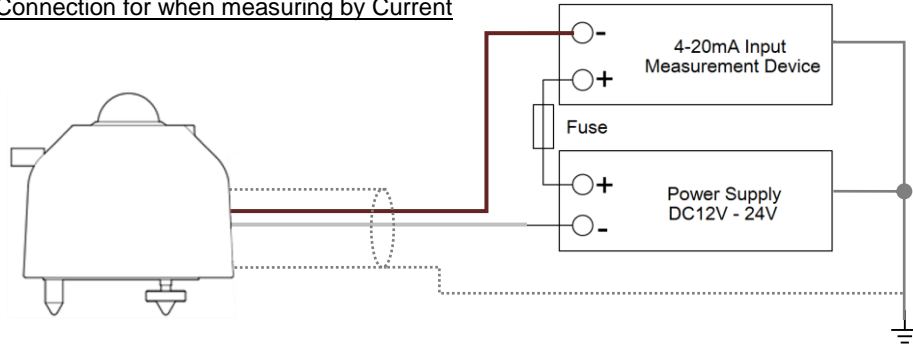 Connection for when measuring by Current
-
4-20mA Input
Measurement Device
+
Fuse
+
Power Supply
DC12V - 24V
-